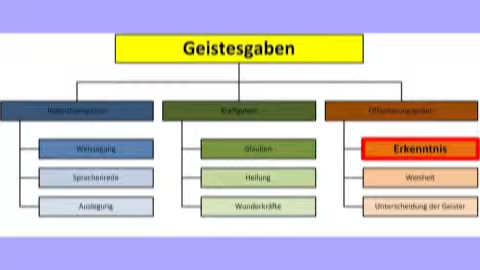 Geistesgaben
Kraftgaben
Offenbarungsgaben
Weissagung
Glauben
Erkenntnis
Sprachenrede
Heilung
Weisheit
Auslegung
Wunderkräfte
Unterscheidung der Geister